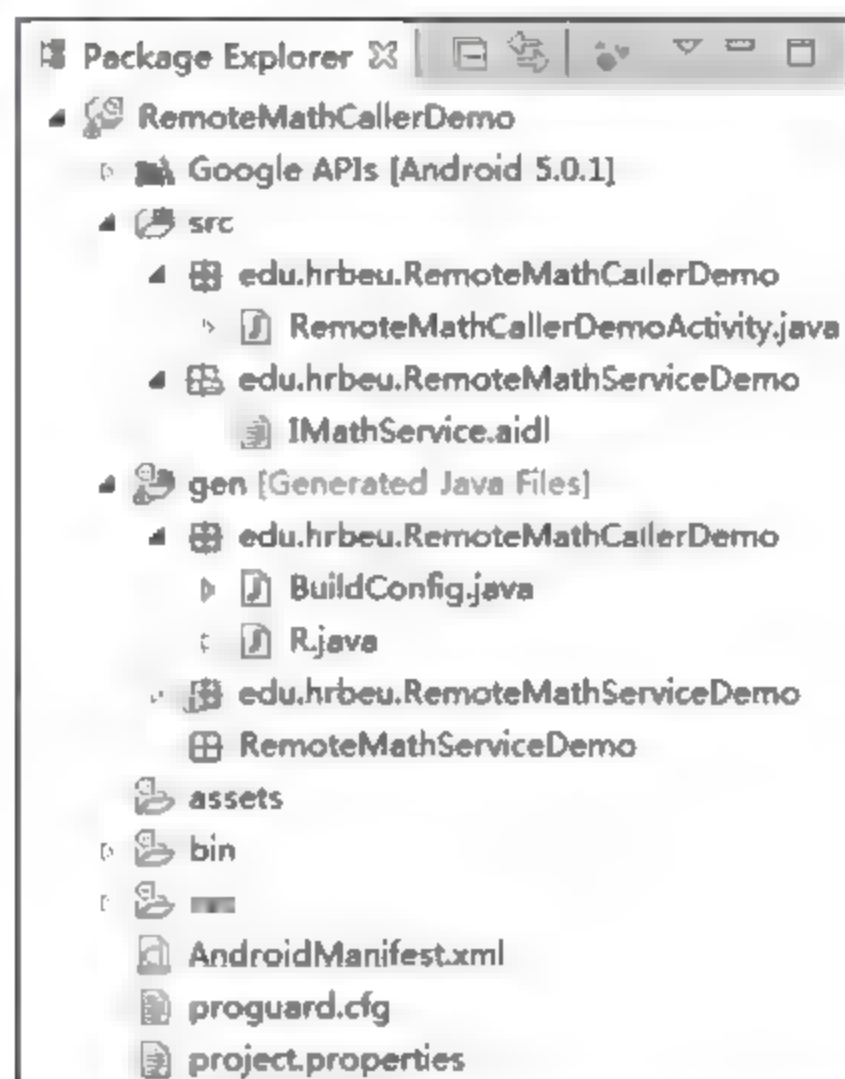 Package Explorer
RemoteMathCallerDemo
Google APIs [Android 5.0.1]
src
edu.hrbeu.RemoteMathCallerDemo
RemoteMathCallerDemoActivity.java
edu.hrbeu.RemoteMathServiceDemo
IMathService.aidl
gen [Generated Java Files]
edu.hrbeu.RemoteMathCallerDemo
BuildConfig.java
R.java
edu.hrbeu.RemoteMathServiceDemo
RemoteMathServiceDemo
assets
bin
AndroidManifest.xml
proguard.cfg
project.properties